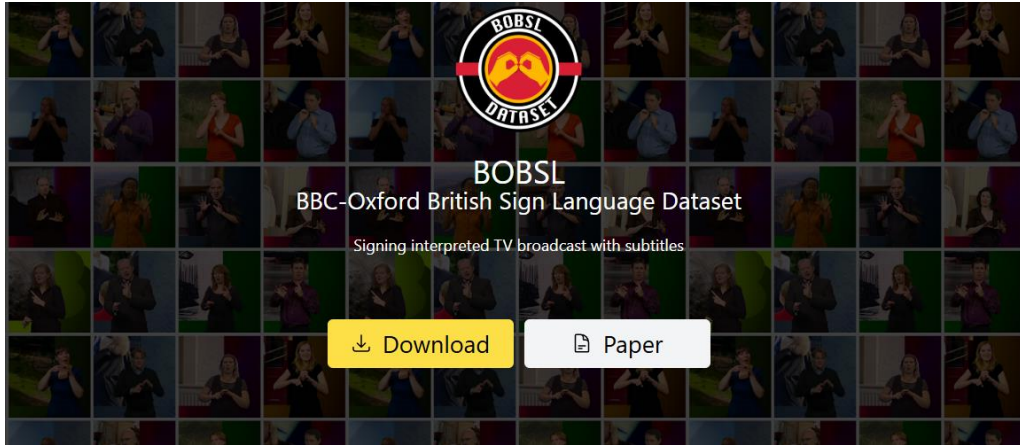 BOBSL
DATASET
BOBSL
BBC-Oxford British Sign Language Dataset
Signing interpreted TV broadcast with subtitles
Download
Paper